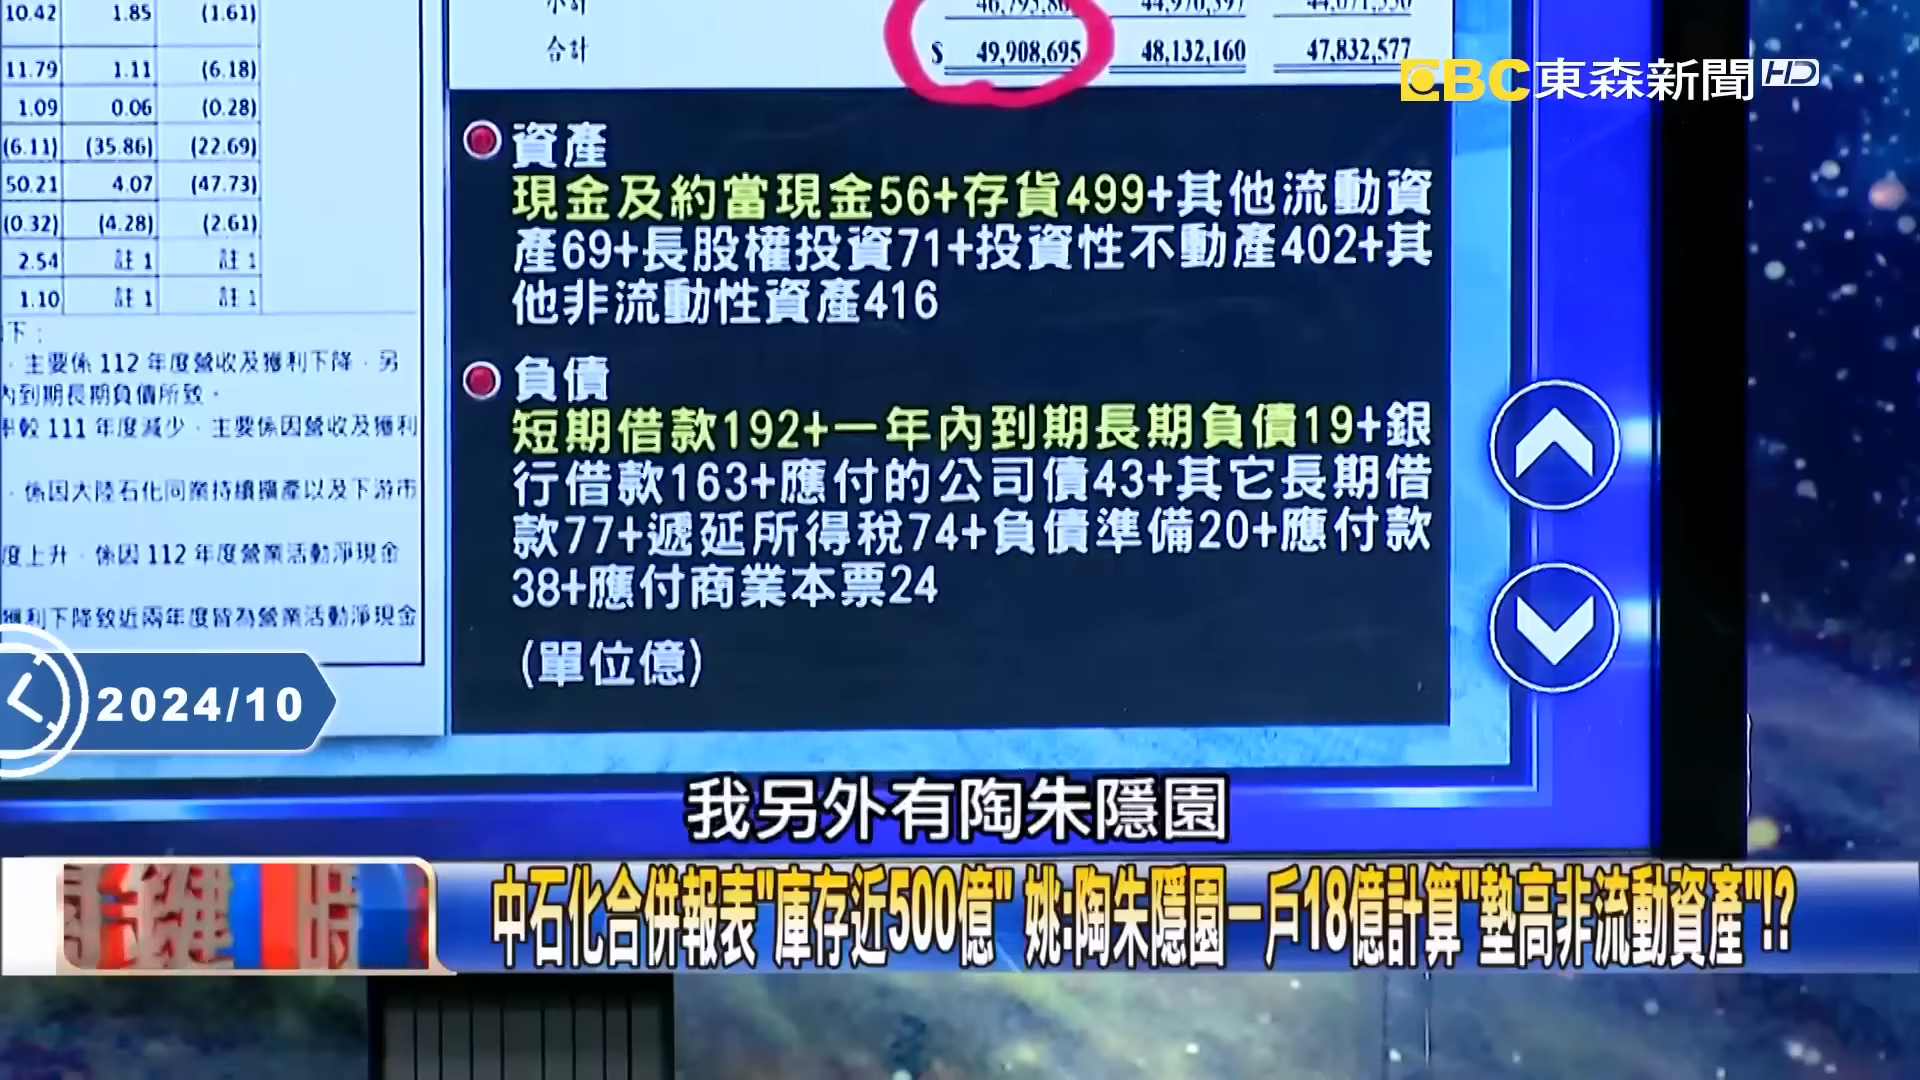 10.42 1.85 (1.61)
11.79 1.11 (6.18)
1.09 0.06 (0.28)
(6.11) (35.86) (22.69)
50.21 4.07 (47.73)
(0.32) (4.28) (2.61)
2.54 註1 註1
1.10 註1 註1
下：
主要係 112 年度營收及獲利下降，另
內到期長期負債所致。
率較 111 年度減少，主要係因營收及獲利
係因大陸石化同業持續擴產以及下游市
度上升，係因 112 年度營業活動淨現金
獲利下降致近兩年度皆為營業活動淨現金
小計 44,970,597
合計 $ 49,908,695 48,132,160 47,832,577
EBC東森新聞HD
資產
現金及約當現金56+存貨499+其他流動資
產69+長股權投資71+投資性不動產402+其
他非流動性資產416
負債
短期借款192+一年內到期長期負債19+銀
行借款163+應付的公司債43+其它長期借
款77+遞延所得稅74+負債準備20+應付款
38+應付商業本票24
(單位億)
2024/10
我另外有陶朱隱園
中石化合併報表"庫存近500億" 姚:陶朱隱園一戶18億計算"墊高非流動資產"!?